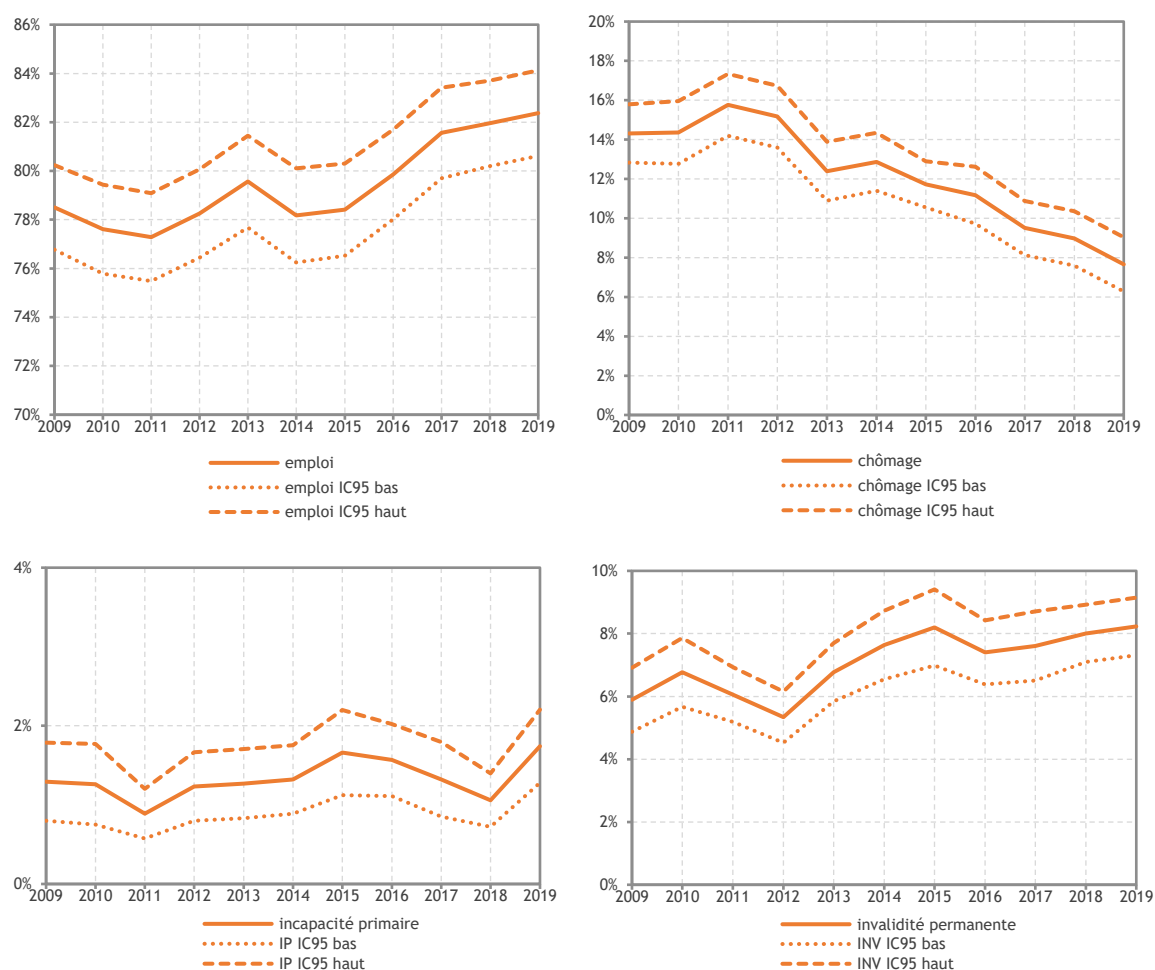 86%
84%
82%
80%
78%
76%
74%
72%
70%
2009 2010 2011 2012 2013 2014 2015 2016 2017 2018 2019
emploi
emploi IC95 bas
emploi IC95 haut
20%
18%
16%
14%
12%
10%
8%
6%
4%
2%
0%
2009 2010 2011 2012 2013 2014 2015 2016 2017 2018 2019
chômage
chômage IC95 bas
chômage IC95 haut
4%
2%
0%
2009 2010 2011 2012 2013 2014 2015 2016 2017 2018 2019
incapacité primaire
IP IC95 bas
IP IC95 haut
10%
8%
6%
4%
2%
0%
2009 2010 2011 2012 2013 2014 2015 2016 2017 2018 2019
invalidité permanente
INV IC95 bas
INV IC95 haut